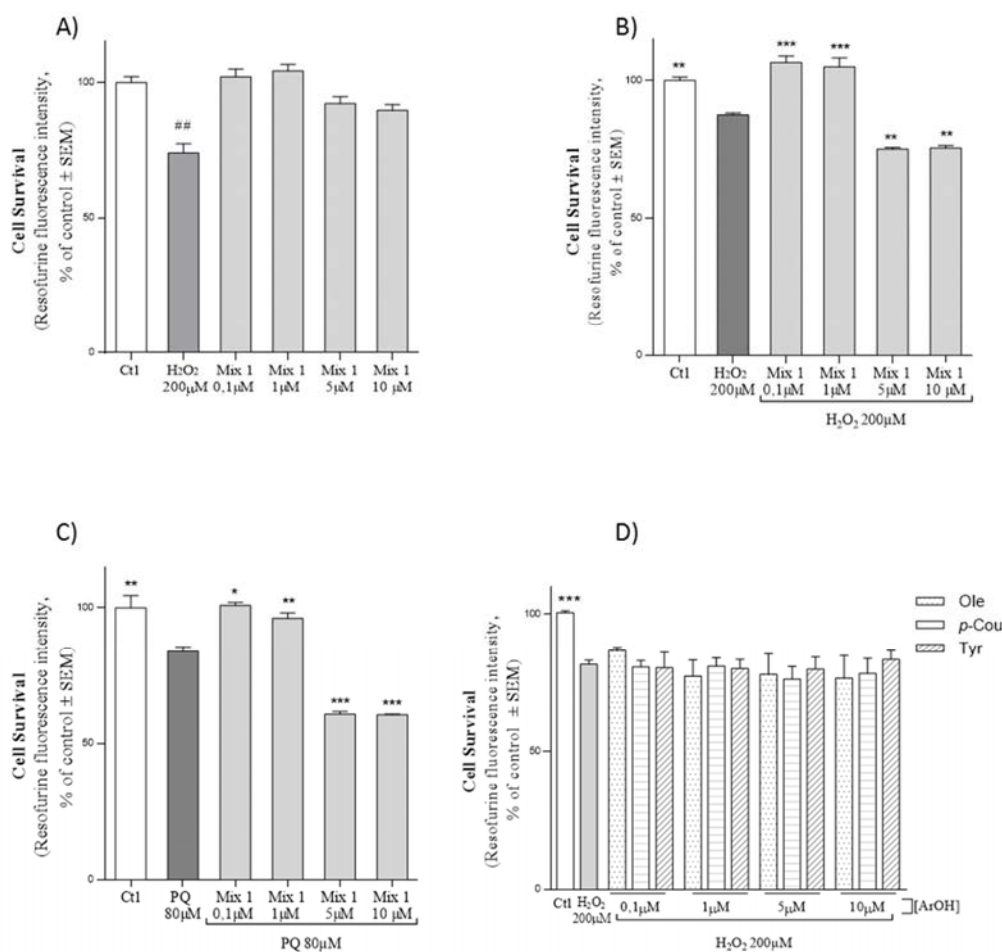 A)
Cell Survival
(Resofurine fluorescence intensity,
% of control ± SEM)
100
50
0
##
Ctl H₂O₂ Mix 1 Mix 1 Mix 1 Mix 1
200μM 0,1μM 1μM 5μM 10 μM
B)
Cell Survival
(Resofurine fluorescence intensity,
% of control ± SEM)
100
50
0
** *** *** ** **
Ctl H₂O₂ Mix 1 Mix 1 Mix 1 Mix 1
200μM 0,1μM 1μM 5μM 10 μM
H₂O₂ 200μM
C)
Cell Survival
(Resofurine fluorescence intensity,
% of control ± SEM)
100
50
0
** * ** *** ***
Ctl PQ Mix 1 Mix 1 Mix 1 Mix 1
80μM 0,1μM 1μM 5μM 10 μM
PQ 80μM
D)
Cell Survival
(Resofurine fluorescence intensity,
% of control ± SEM)
100
50
0
***
Ole
p-Cou
Tyr
Ctl H₂O₂ 0,1μM 1μM 5μM 10μM [ArOH]
200μM
H₂O₂ 200μM